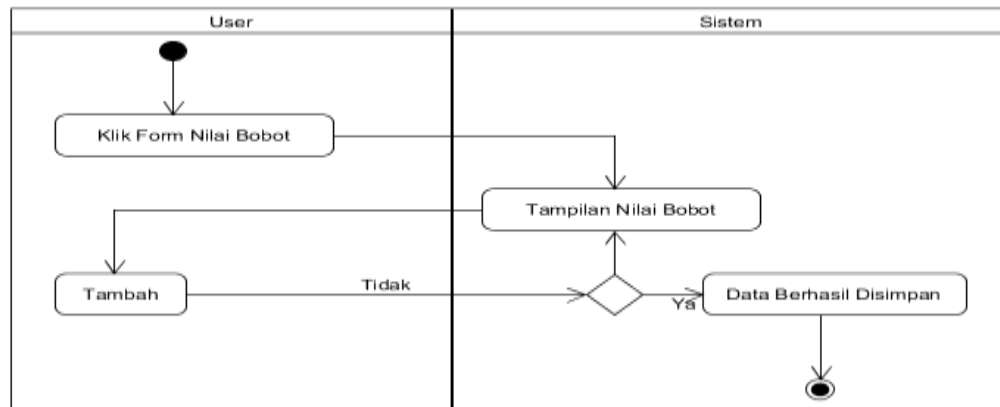 User
Sistem
Klik Form Nilai Bobot
Tampilan Nilai Bobot
Tambah
Tidak
Ya
Data Berhasil Disimpan